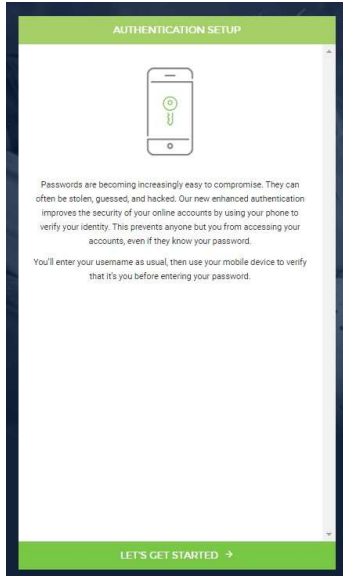 AUTHENTICATION SETUP
Passwords are becoming increasingly easy to compromise. They can
often be stolen, guessed, and hacked. Our new enhanced authentication
improves the security of your online accounts by using your phone to
verify your identity. This prevents anyone but you from accessing your
accounts, even if they know your password.
You'll enter your username as usual, then use your mobile device to verify
that it's you before entering your password.
LET'S GET STARTED →